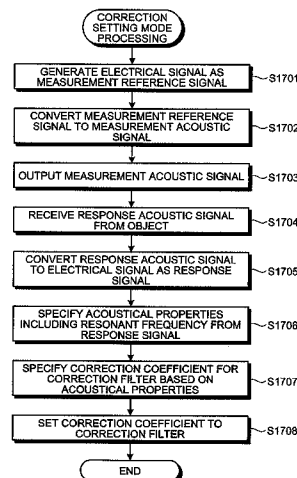 CORRECTION
SETTING MODE
PROCESSING
GENERATE ELECTRICAL SIGNAL AS
MEASUREMENT REFERENCE SIGNAL
S1701
CONVERT MEASUREMENT REFERENCE
SIGNAL TO MEASUREMENT ACOUSTIC
SIGNAL
S1702
OUTPUT MEASUREMENT ACOUSTIC SIGNAL
S1703
RECEIVE RESPONSE ACOUSTIC SIGNAL
FROM OBJECT
S1704
CONVERT RESPONSE ACOUSTIC SIGNAL
TO ELECTRICAL SIGNAL AS RESPONSE
SIGNAL
S1705
SPECIFY ACOUSTICAL PROPERTIES
INCLUDING RESONANT FREQUENCY FROM
RESPONSE SIGNAL
S1706
SPECIFY CORRECTION COEFFICIENT FOR
CORRECTION FILTER BASED ON
ACOUSTICAL PROPERTIES
S1707
SET CORRECTION COEFFICIENT TO
CORRECTION FILTER
S1708
END